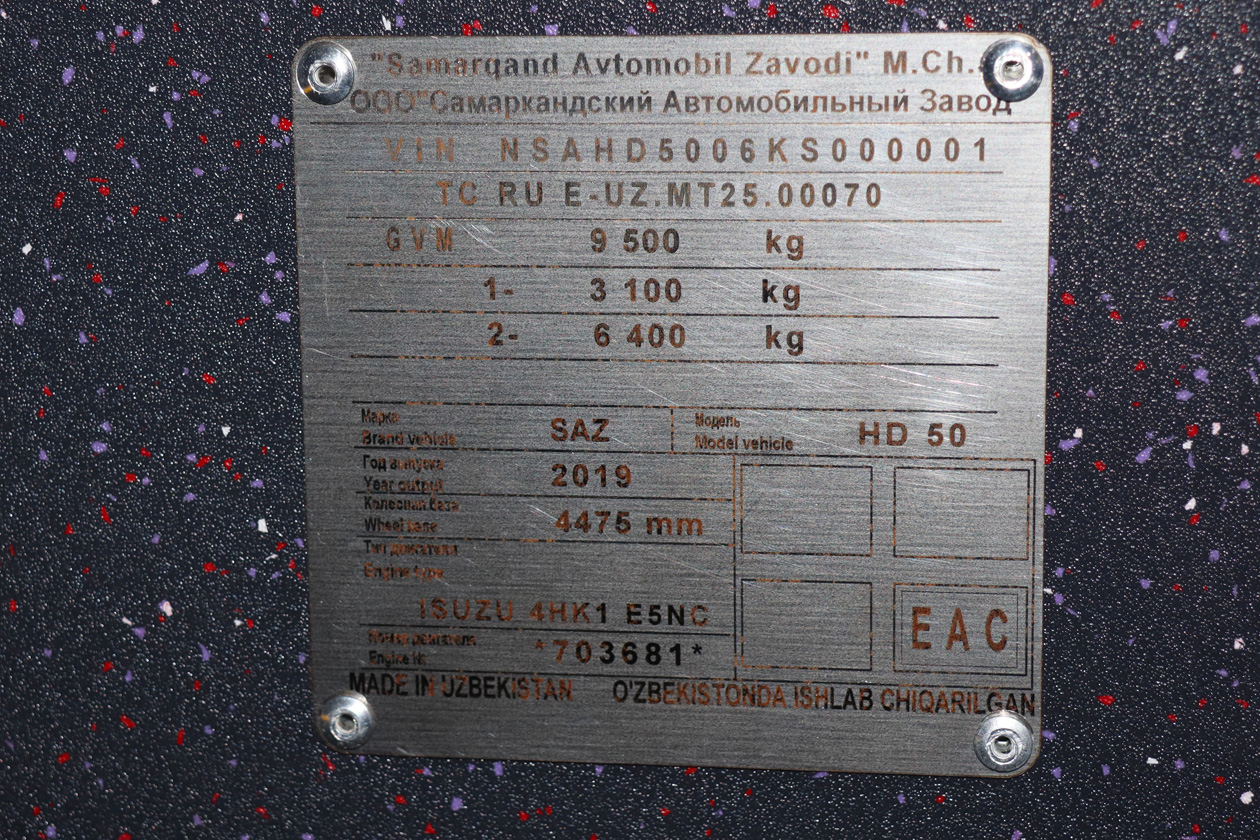 "Samarqand Avtomobil Zavodi" M.Ch.
ООО"Самаркандский Автомобильный Завод
VIN NSAHD5006KS000001
TC RU E-UZ.MT25.00070
GVM 9 500 kg
1- 3 100 kg
2- 6 400 kg
Марка
Brand vehicle SAZ
Модель
Model vehicle HD 50
Год выпуска
Year output 2019
Колесная база
Wheel base 4475 mm
Тип двигателя
Engine type
ISUZU 4HK1 E5NC
Номер двигателя
Engine № *703681*
EAC
MADE IN UZBEKISTAN O'ZBEKISTONDA ISHLAB CHIQARILGAN